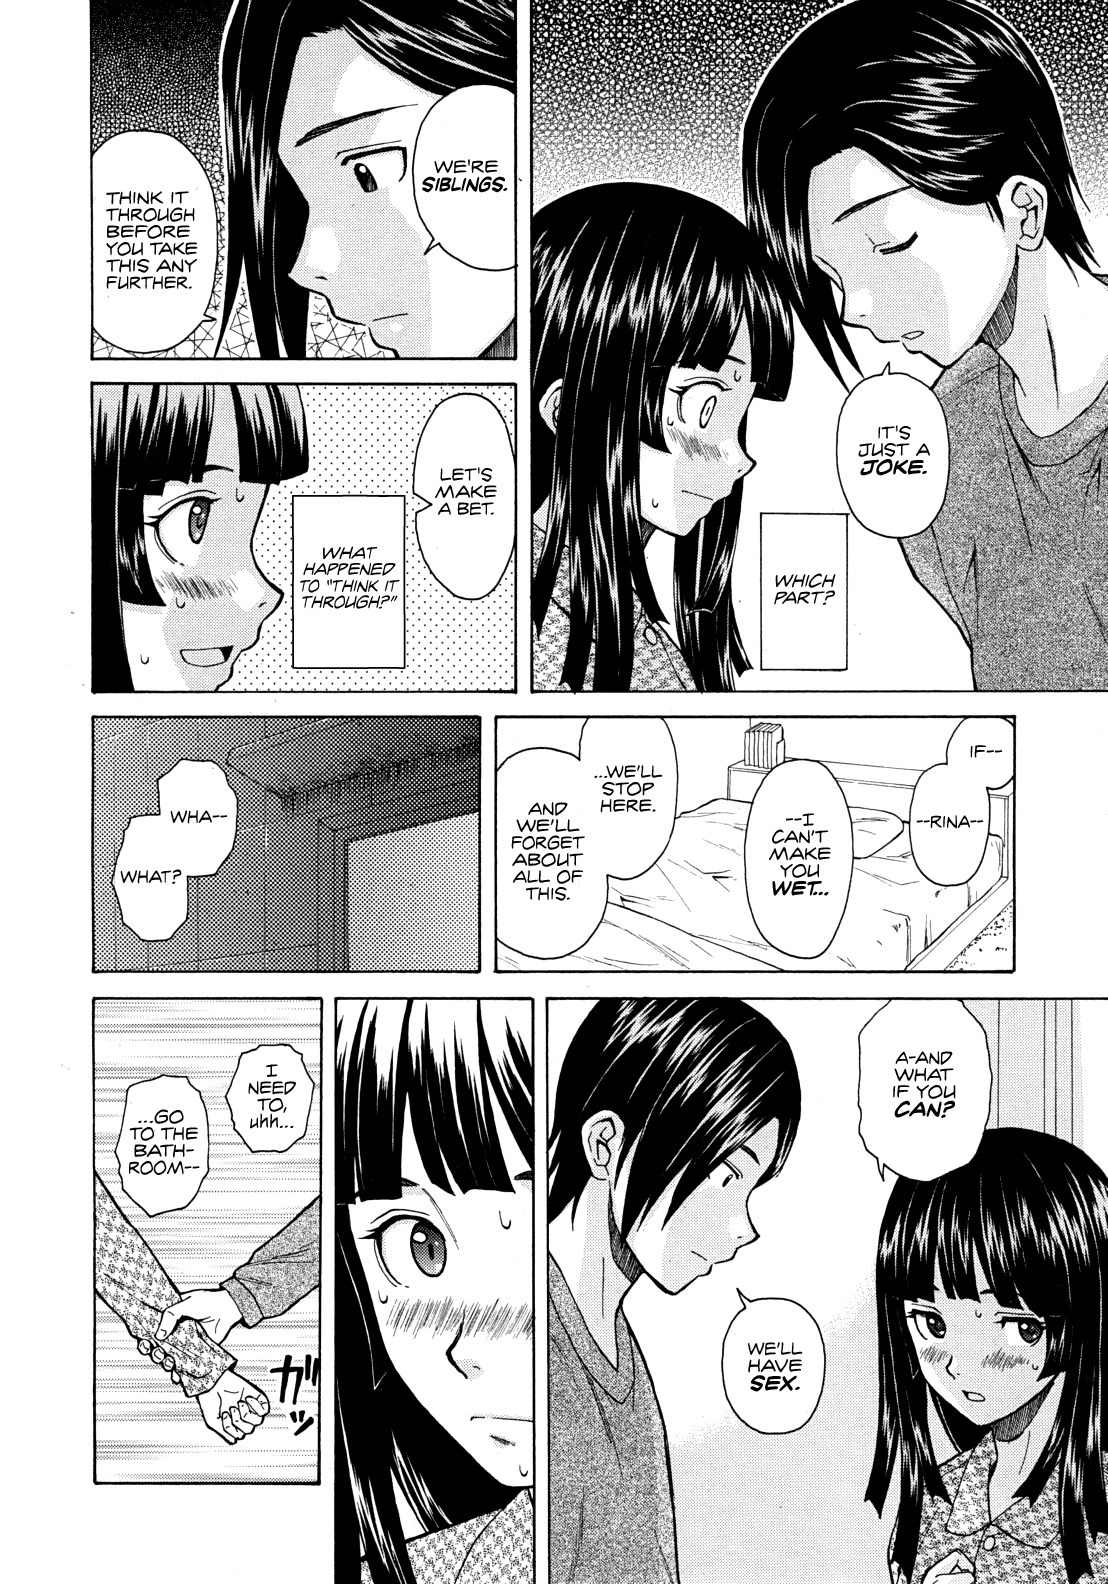 IT'S
JUST A
JOKE.
WHICH
PART?
WE'RE
SIBLINGS.
THINK IT
THROUGH
BEFORE
YOU TAKE
THIS ANY
FURTHER.
LET'S
MAKE
A BET.
WHAT
HAPPENED
TO "THINK IT
THROUGH?"
IF--
--RINA--
--I
CAN'T
MAKE
YOU
WET...
...WE'LL
STOP
HERE.
AND
WE'LL
FORGET
ABOUT
ALL OF
THIS.
WHA--
WHAT?
A-AND
WHAT
IF YOU
CAN?
WE'LL
HAVE
SEX.
I
NEED
TO,
uhh...
...GO
TO THE
BATH-
ROOM--
ガッ